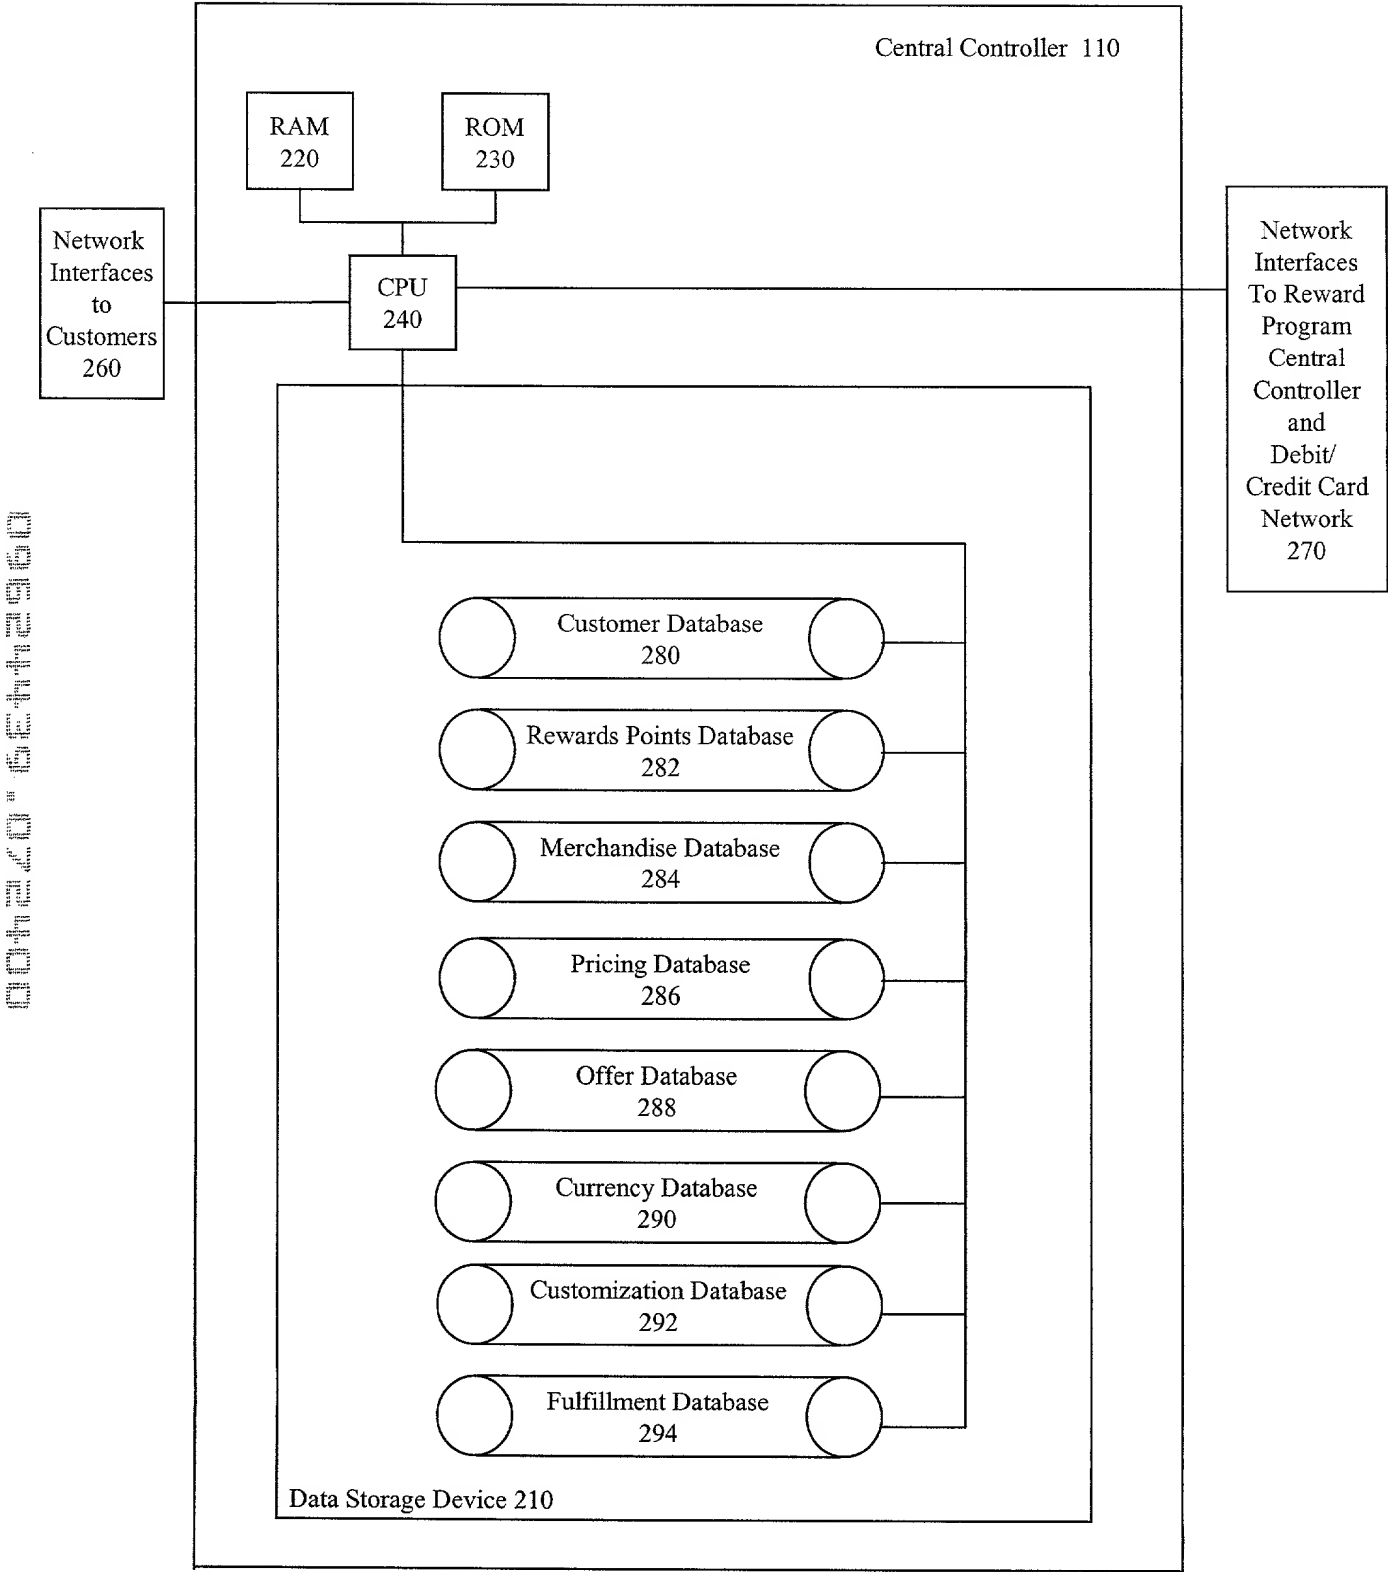 Central Controller 110
RAM
220
ROM
230
Network
Interfaces
to
Customers
260
CPU
240
Network
Interfaces
To Reward
Program
Central
Controller
and
Debit/
Credit Card
Network
270
Customer Database
280
Rewards Points Database
282
Merchandise Database
284
Pricing Database
286
Offer Database
288
Currency Database
290
Customization Database
292
Fulfillment Database
294
Data Storage Device 210
09624439.072400